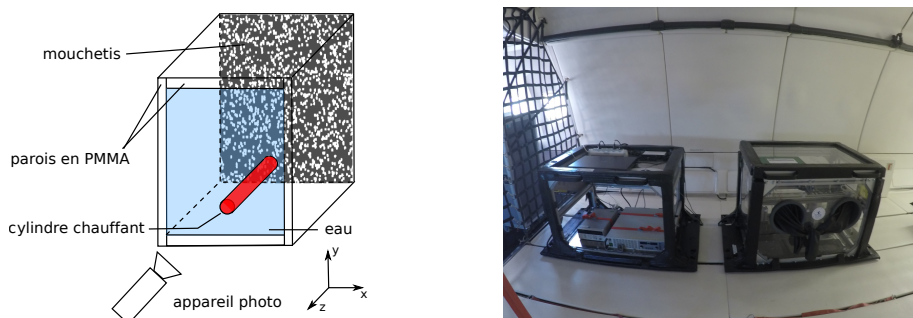 mouchetis
parois en PMMA
cylindre chauffant
eau
appareil photo
y
x
z